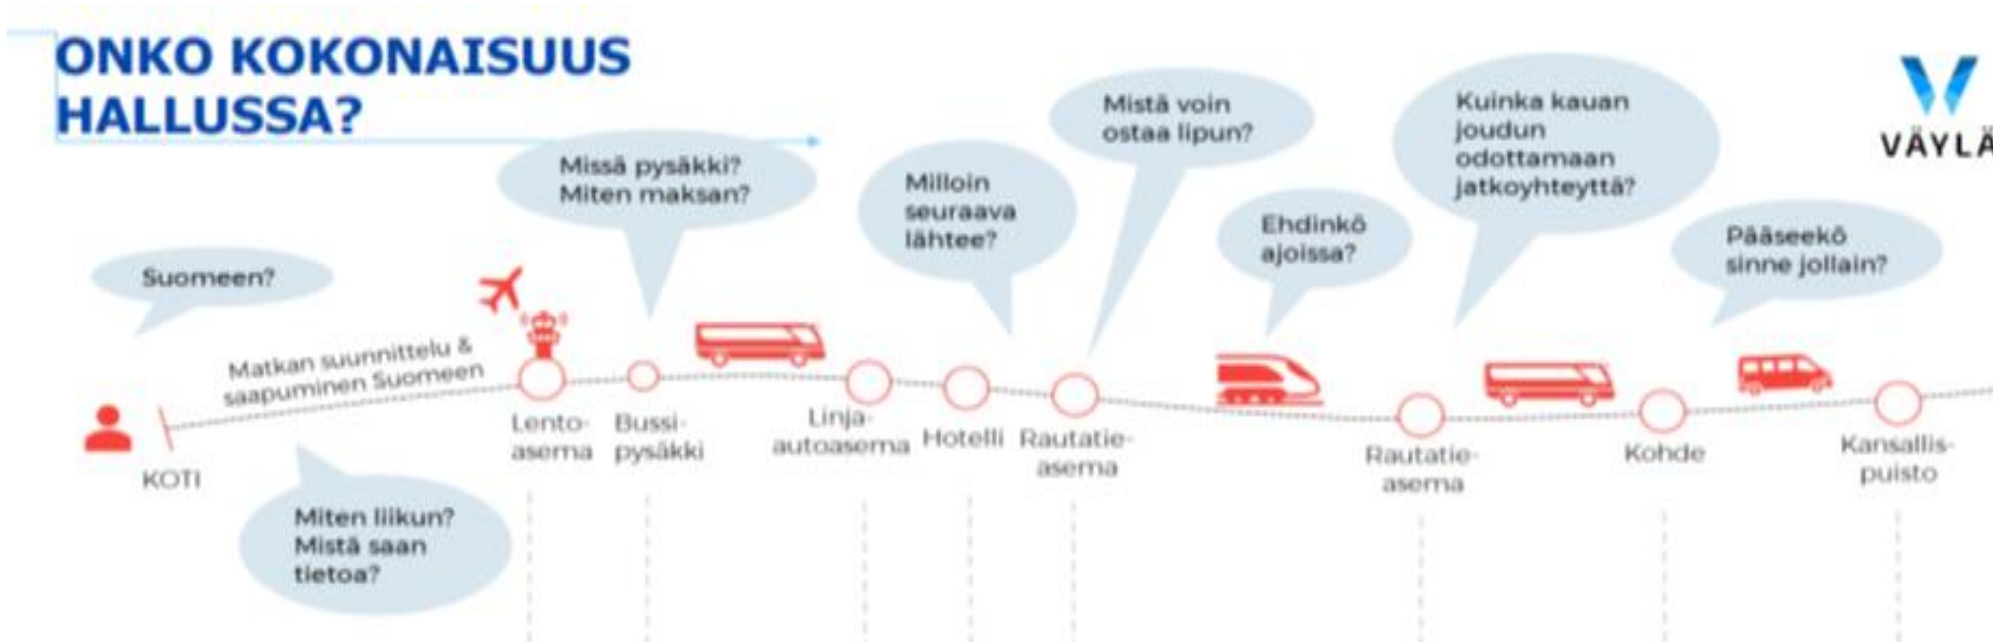 ONKO KOKONAISUUS
HALLUSSA?
VÄYLÄ
Suomeen?
Missä pysäkki?
Miten maksan?
Milloin
seuraava
lähtee?
Mistä voin
ostaa lipun?
Ehdinkö
ajoissa?
Kuinka kauan
joudun
odottamaan
jatkoyhteyttä?
Pääseekö
sinne jollain?
Matkan suunnittelu &
saapuminen Suomeen
KOTI
Lento-
asema
Bussi-
pysäkki
Linja-
autoasema
Hotelli
Rautatie-
asema
Rautatie-
asema
Kohde
Kansallis-
puisto
Miten liikun?
Mistä saan
tietoa?